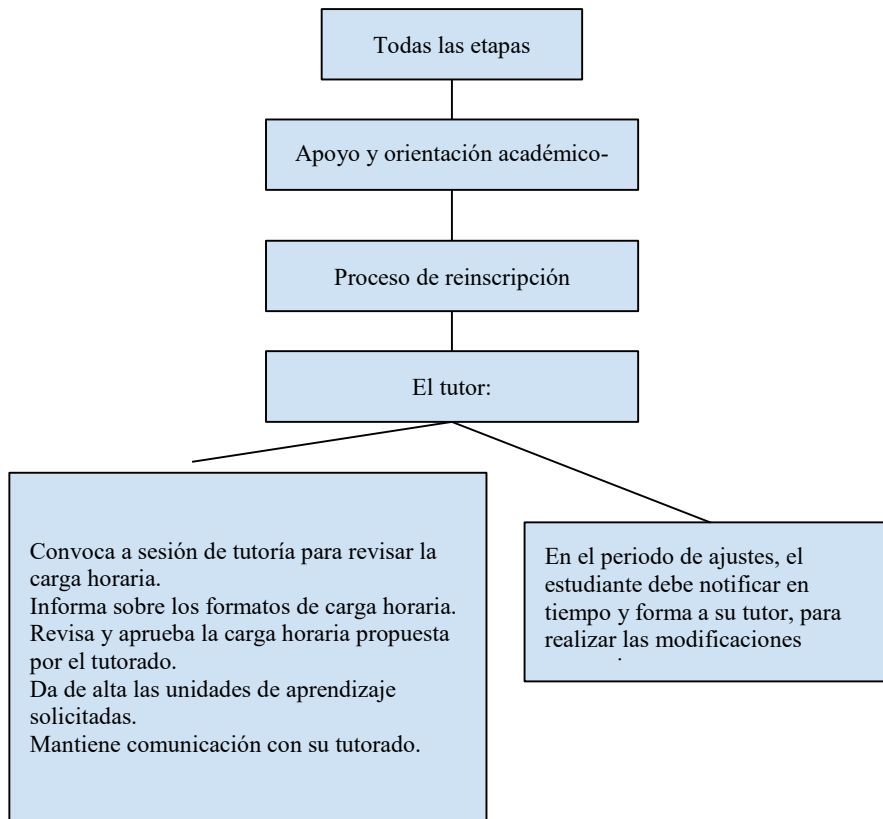 Todas las etapas
Apoyo y orientación académico-
Proceso de reinscripción
El tutor:
Convoca a sesión de tutoría para revisar la
carga horaria.
Informa sobre los formatos de carga horaria.
Revisa y aprueba la carga horaria propuesta
por el tutorado.
Da de alta las unidades de aprendizaje
solicitadas.
Mantiene comunicación con su tutorado.
En el periodo de ajustes, el
estudiante debe notificar en
tiempo y forma a su tutor, para
realizar las modificaciones